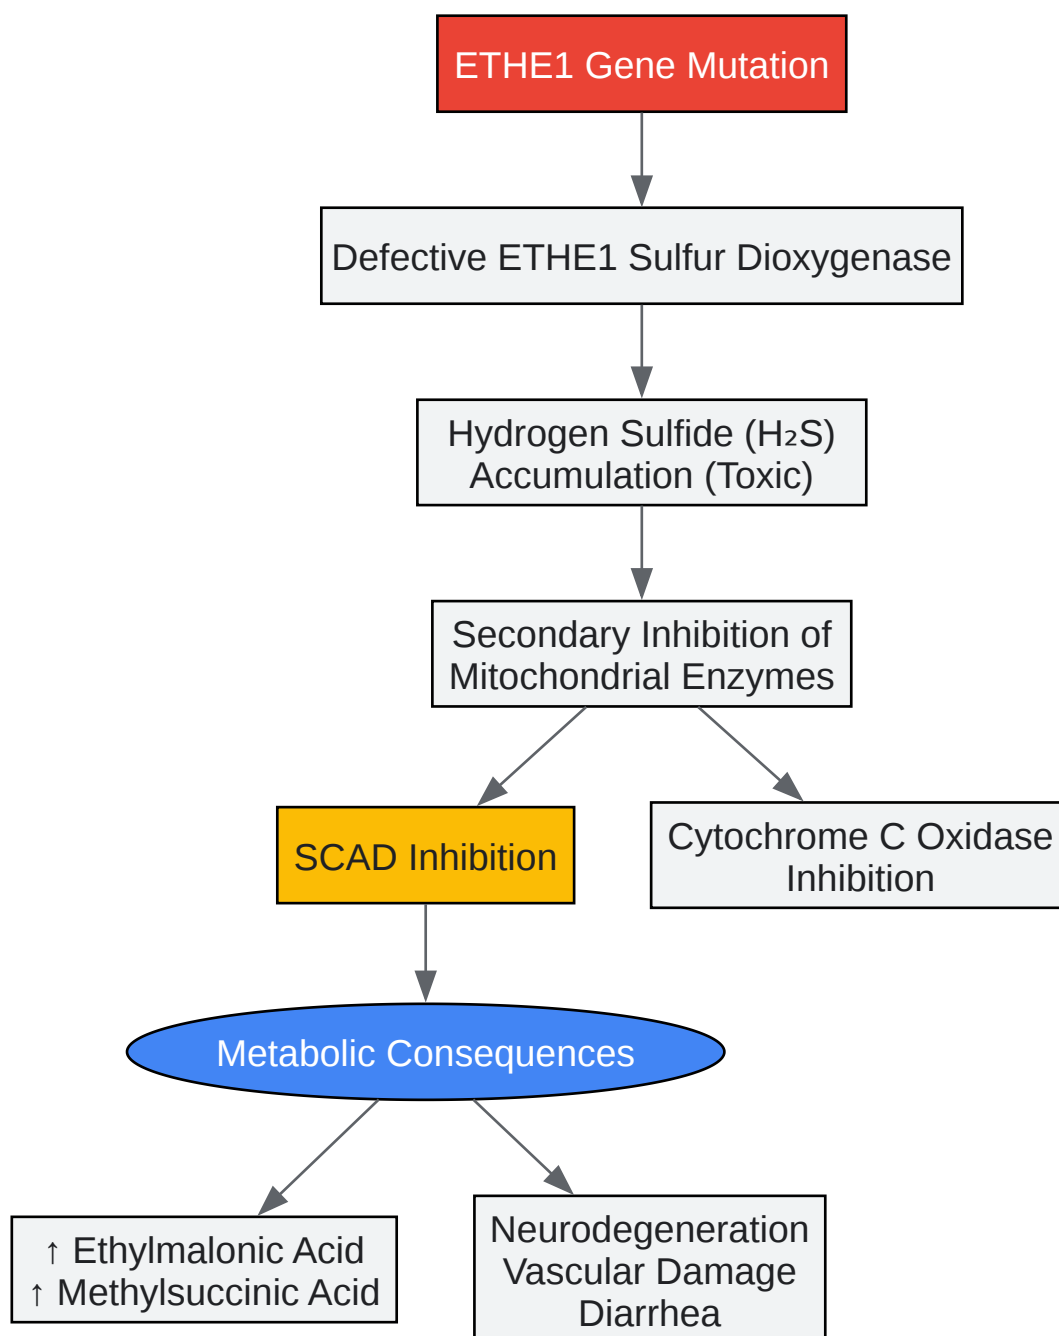 ETHE1 Gene Mutation
Defective ETHE1 Sulfur Dioxygenase
Hydrogen Sulfide (H₂S)
Accumulation (Toxic)
Secondary Inhibition of
Mitochondrial Enzymes
SCAD Inhibition
Cytochrome C Oxidase
Inhibition
Metabolic Consequences
↑ Ethylmalonic Acid
↑ Methylsuccinic Acid
Neurodegeneration
Vascular Damage
Diarrhea